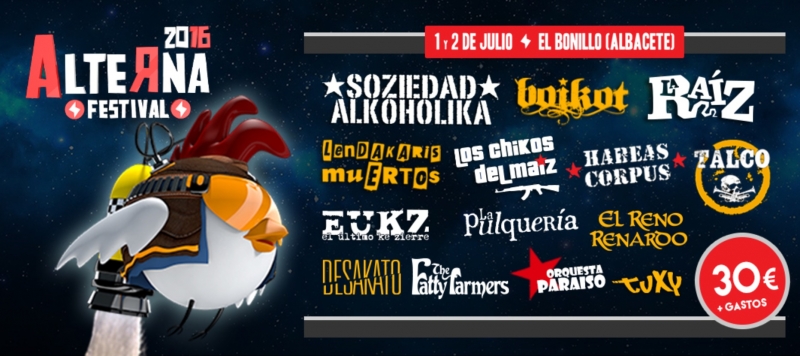 2016
ALTERNA
FESTIVAL
1 Y 2 DE JULIO EL BONILLO (ALBACETE)
SOZIEDAD
ALKOHOLIKA
boikot
LA RAÍZ
LENDAKARIS
MUERTOS
LOS CHIKOS
DEL MAÍZ
HABEAS
CORPUS
TALCO
EUKZ
el último ke zierre
La Pulquería
EL RENO
RENARDO
DESAKATO
The
Fatty Farmers
ORQUESTA
PARAISO
TUXY
30€
+ GASTOS